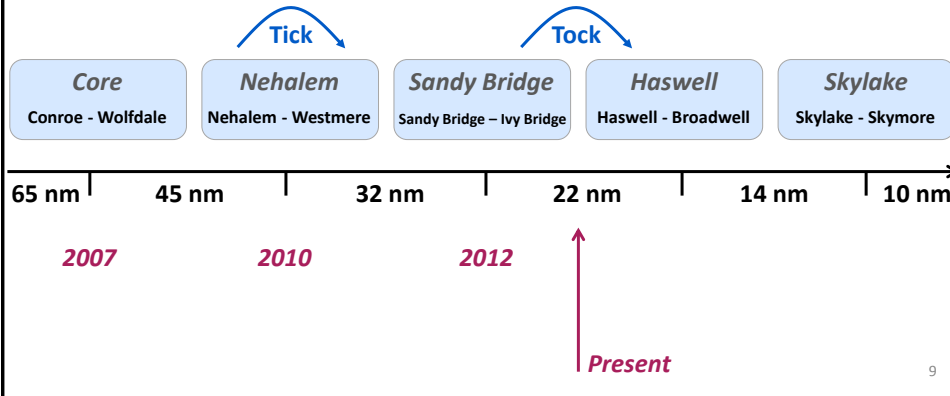 Tick
Tock
Core
Conroe - Wolfdale
Nehalem
Nehalem - Westmere
Sandy Bridge
Sandy Bridge – Ivy Bridge
Haswell
Haswell - Broadwell
Skylake
Skylake - Skymore
65 nm 45 nm 32 nm 22 nm 14 nm 10 nm
2007 2010 2012
Present
9